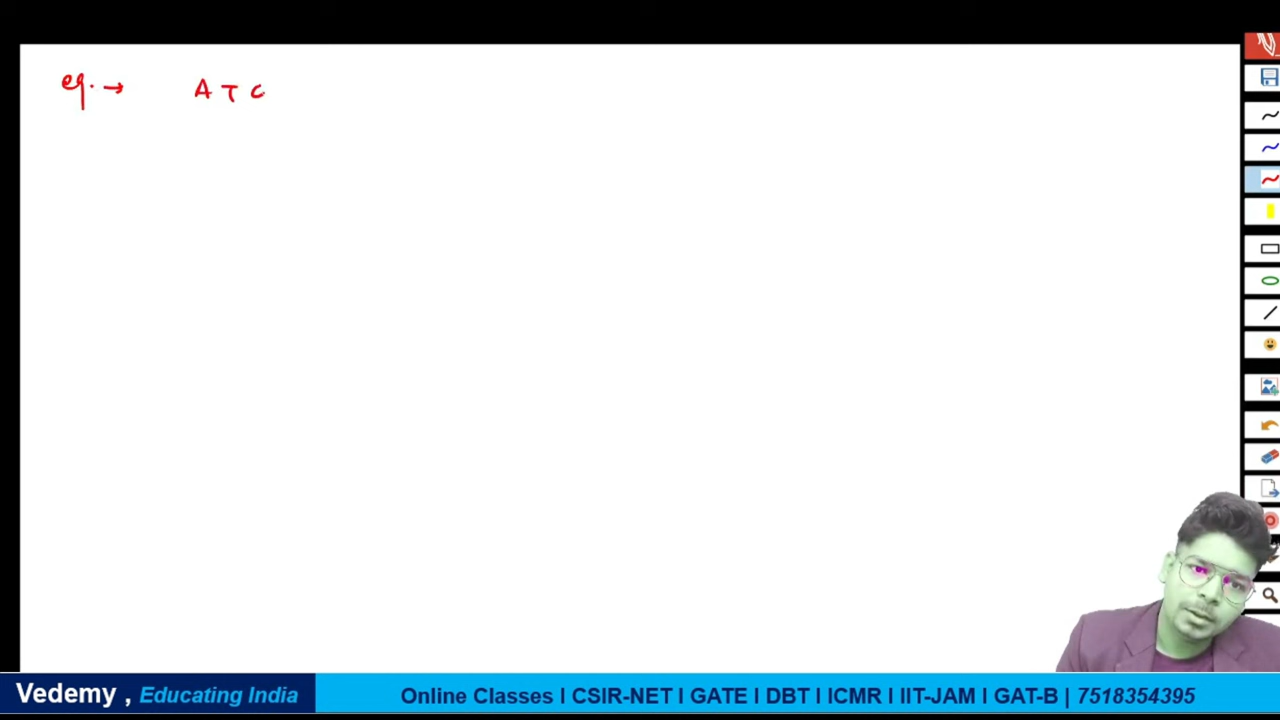 eg. → A T C
Vedemy , Educating India
Online Classes I CSIR-NET I GATE I DBT I ICMR I IIT-JAM I GAT-B | 7518354395